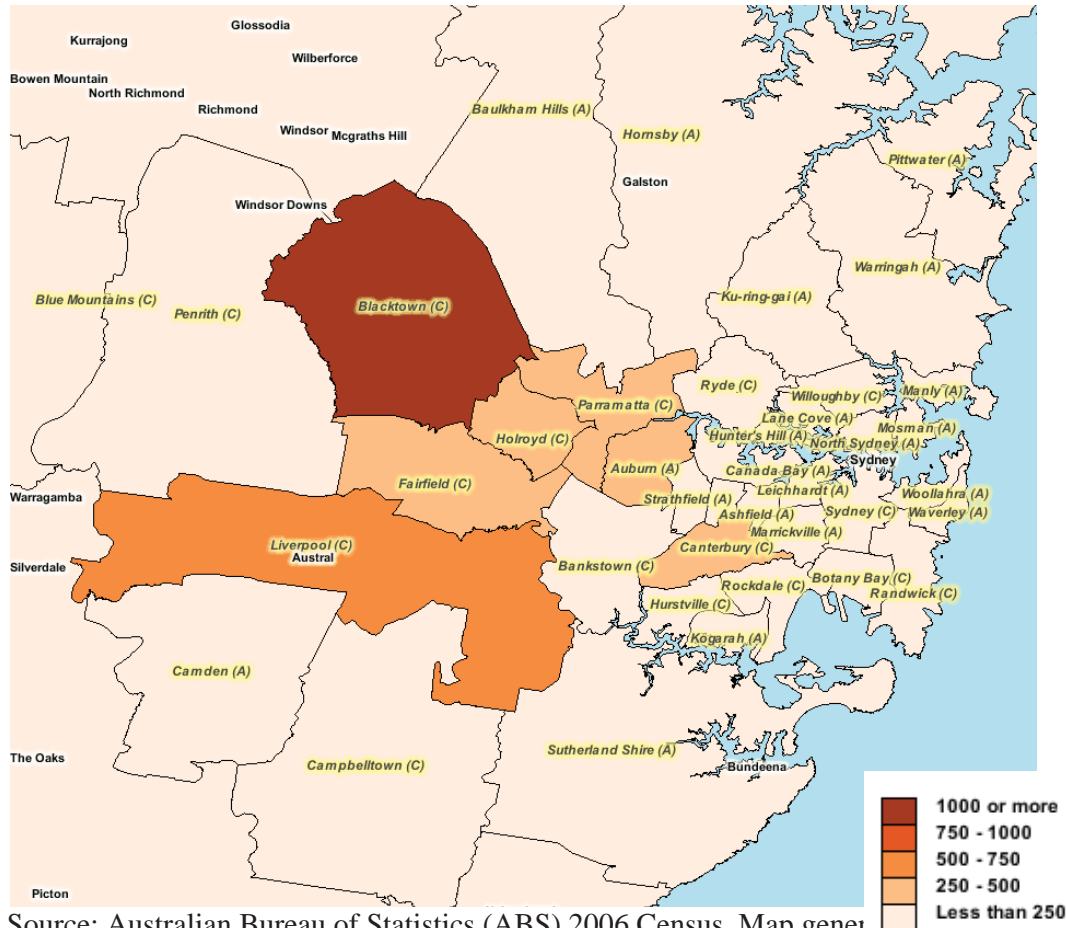 Glossodia
Kurrajong
Wilberforce
Bowen Mountain
North Richmond
Richmond
Baulkham Hills (A)
Windsor
Mcgraths Hill
Hornsby (A)
Pittwater (A)
Galston
Windsor Downs
Warringah (A)
Blue Mountains (C)
Penrith (C)
Blacktown (C)
Ku-ring-gai (A)
Ryde (C)
Willoughby (C)
Manly (A)
Parramatta (C)
Lane Cove (A)
Mosman (A)
Holroyd (C)
Hunter's Hill (A)
North Sydney (A)
Sydney
Auburn (A)
Canada Bay (A)
Fairfield (C)
Leichhardt (A)
Woollahra (A)
Warragamba
Strathfield (A)
Ashfield (A)
Sydney (C)
Waverley (A)
Marrickville (A)
Liverpool (C)
Austral
Canterbury (C)
Silverdale
Bankstown (C)
Rockdale (C)
Botany Bay (C)
Randwick (C)
Hurstville (C)
Kogarah (A)
Camden (A)
The Oaks
Campbelltown (C)
Sutherland Shire (A)
Bundeena
Picton
1000 or more
750 - 1000
500 - 750
250 - 500
Less than 250
Source: Australian Bureau of Statistics (ABS) 2006 Census. Map gener